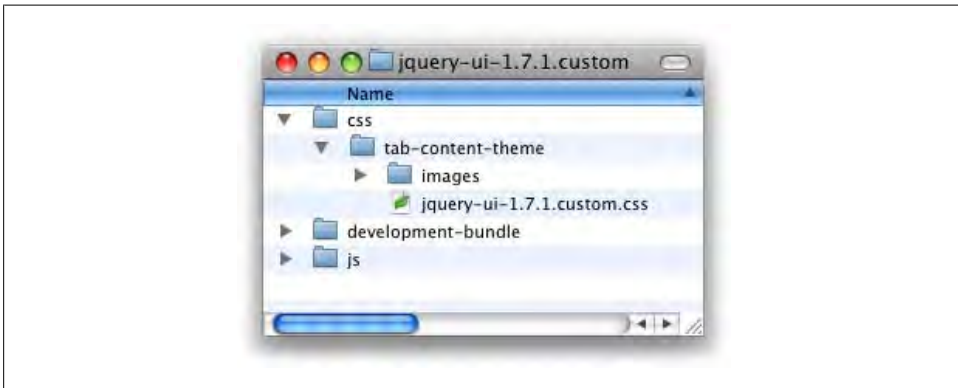 jquery-ui-1.7.1.custom
Name
css
tab-content-theme
images
jquery-ui-1.7.1.custom.css
development-bundle
js